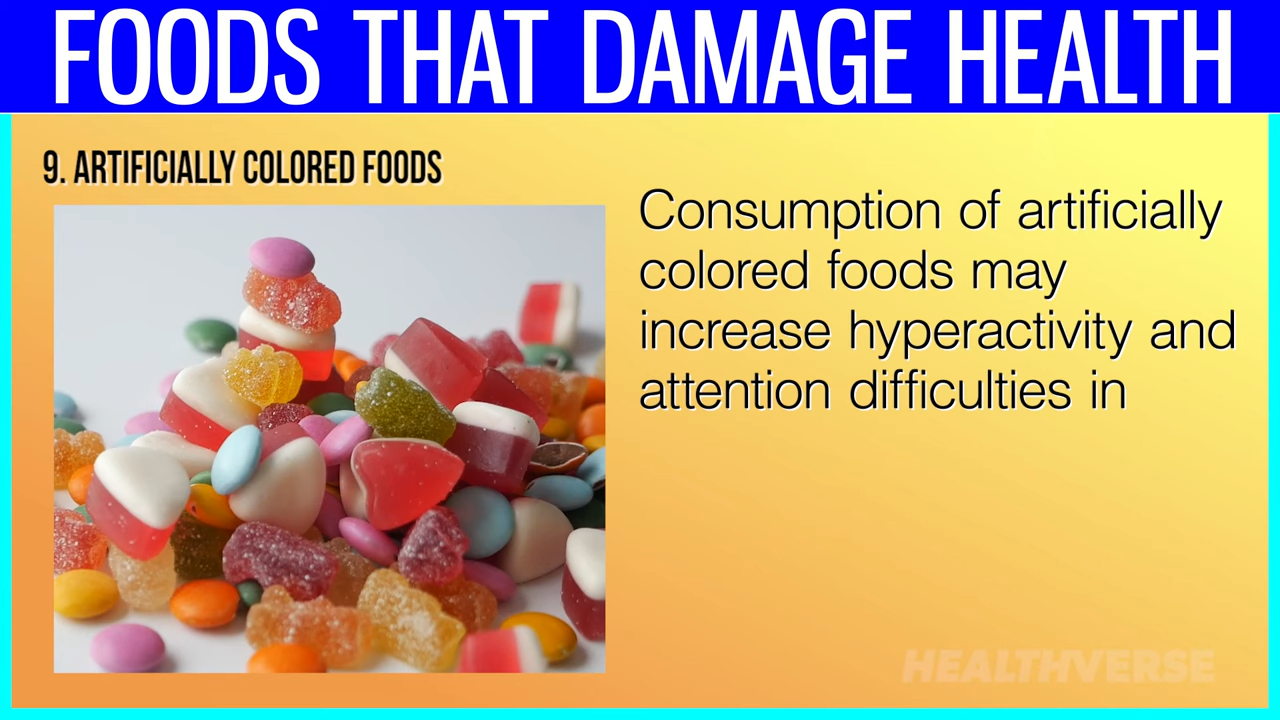 FOODS THAT DAMAGE HEALTH
9. ARTIFICIALLY COLORED FOODS
Consumption of artificially
colored foods may
increase hyperactivity and
attention difficulties in
HEALTHVERSE